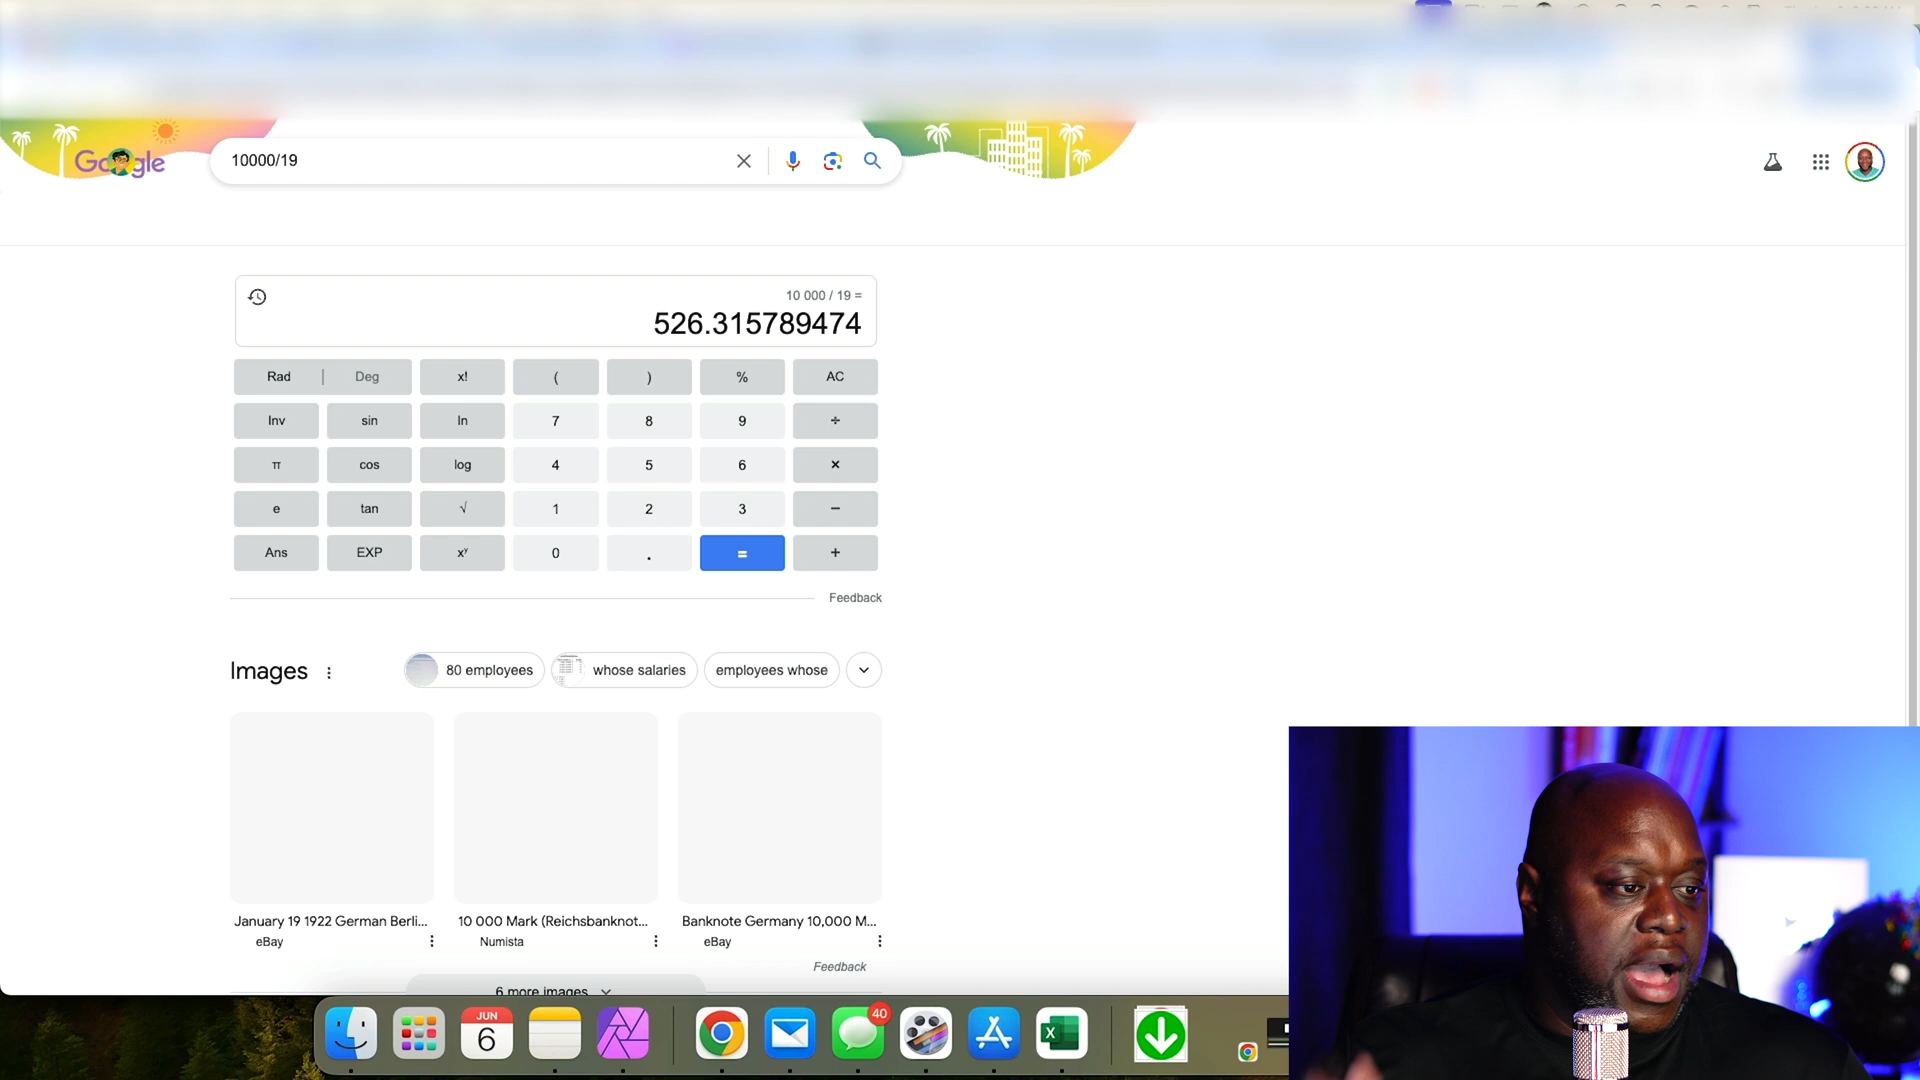 Google
10000/19
10 000 / 19 =
526.315789474
Rad | Deg x! ( ) % AC
Inv sin ln 7 8 9 ÷
π cos log 4 5 6 ×
e tan √ 1 2 3 −
Ans EXP xʸ 0 . = +
Feedback
Images
80 employees
whose salaries
employees whose
January 19 1922 German Berli...
eBay
10 000 Mark (Reichsbanknot...
Numista
Banknote Germany 10,000 M...
eBay
Feedback
6 more images
JUN
6
40
X